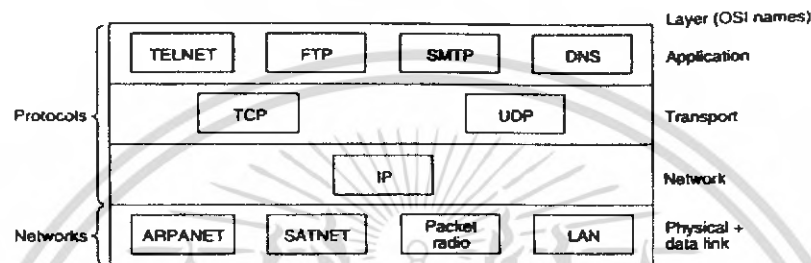 Layer (OSI names)
TELNET FTP SMTP DNS Application
Protocols TCP UDP Transport
IP Network
Networks ARPANET SATNET Packet radio LAN Physical + data link